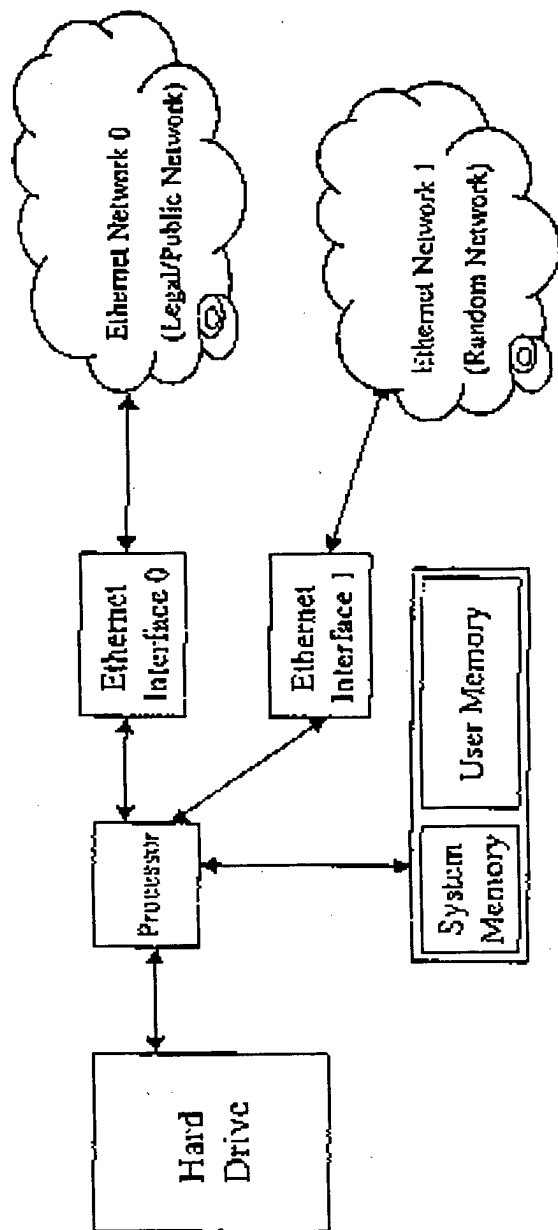 Hard
Drive
Processor
Ethernet
Interface 0
Ethernet Network 0
(Legal/Public Network)
Ethernet
Interface 1
Ethernet Network 1
(Random Network)
System
Memory
User Memory